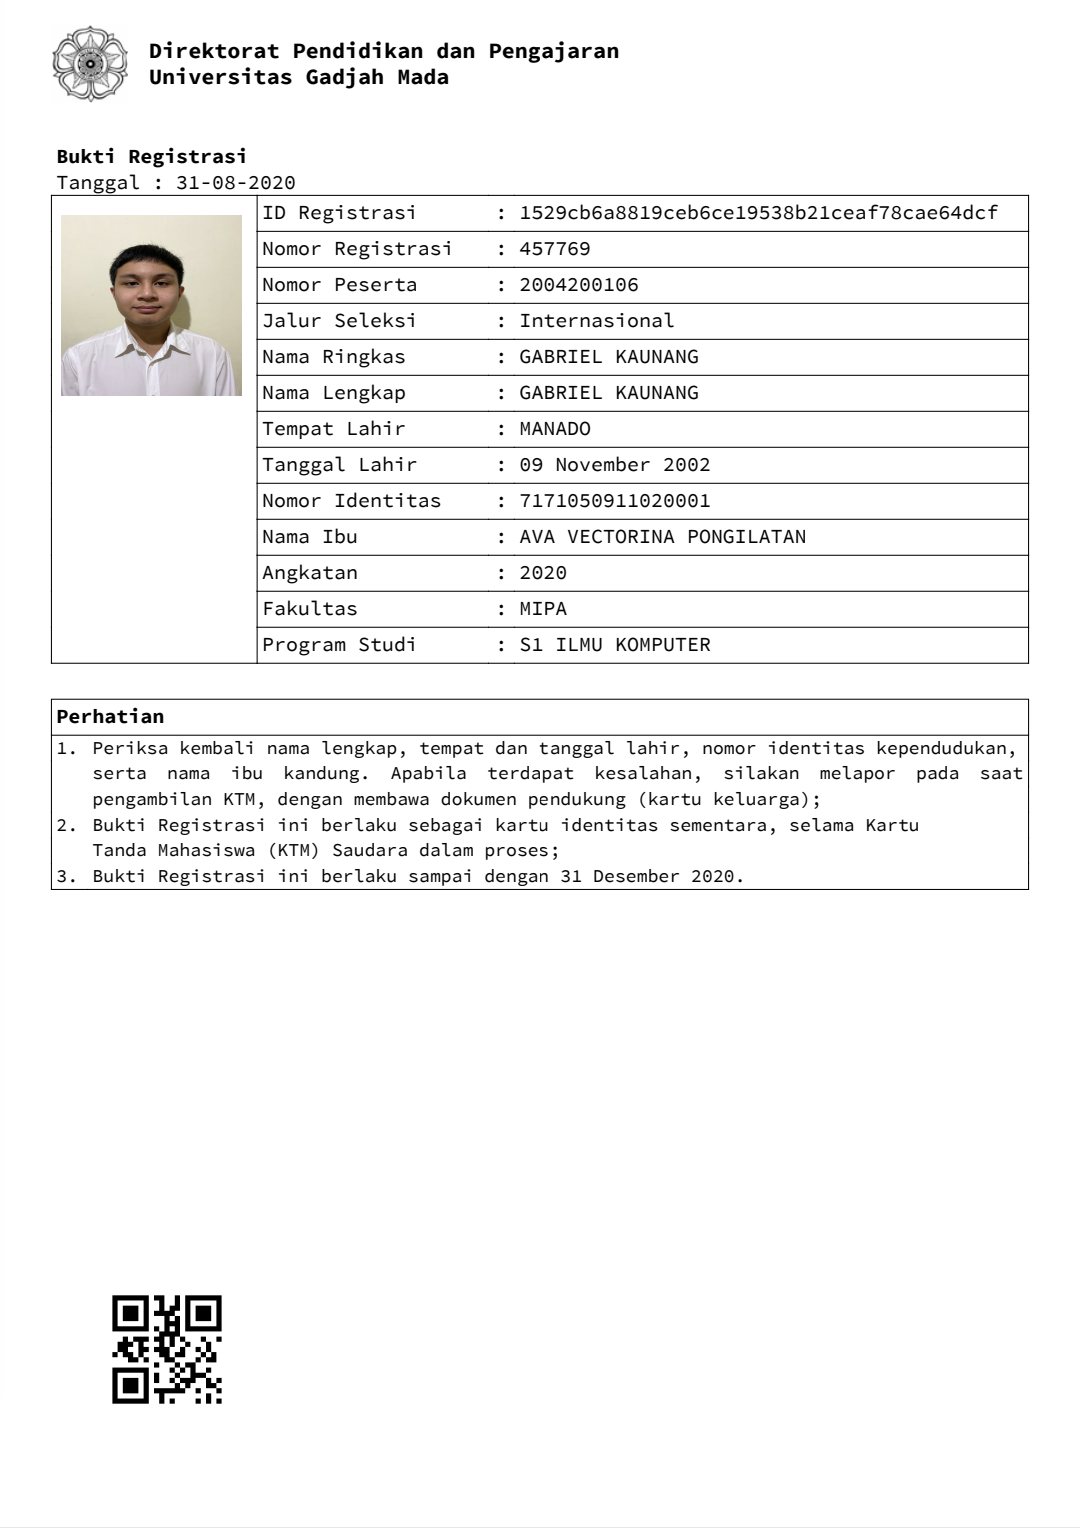 Direktorat Pendidikan dan Pengajaran
Universitas Gadjah Mada
Bukti Registrasi
Tanggal : 31-08-2020
ID Registrasi : 1529cb6a8819ceb6ce19538b21ceaf78cae64dcf
Nomor Registrasi : 457769
Nomor Peserta : 2004200106
Jalur Seleksi : Internasional
Nama Ringkas : GABRIEL KAUNANG
Nama Lengkap : GABRIEL KAUNANG
Tempat Lahir : MANADO
Tanggal Lahir : 09 November 2002
Nomor Identitas : 7171050911020001
Nama Ibu : AVA VECTORINA PONGILATAN
Angkatan : 2020
Fakultas : MIPA
Program Studi : S1 ILMU KOMPUTER
Perhatian
1. Periksa kembali nama lengkap, tempat dan tanggal lahir, nomor identitas kependudukan,
serta nama ibu kandung. Apabila terdapat kesalahan, silakan melapor pada saat
pengambilan KTM, dengan membawa dokumen pendukung (kartu keluarga);
2. Bukti Registrasi ini berlaku sebagai kartu identitas sementara, selama Kartu
Tanda Mahasiswa (KTM) Saudara dalam proses;
3. Bukti Registrasi ini berlaku sampai dengan 31 Desember 2020.